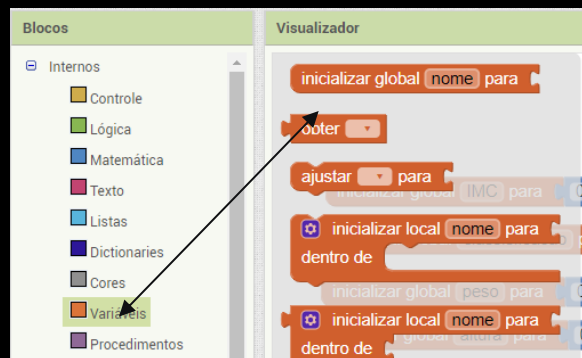 Blocos
Visualizador
Internos
Controle
Lógica
Matemática
Texto
Listas
Dictionaries
Cores
Variáveis
Procedimentos
inicializar global nome para
obter
ajustar para
inicializar global IMC para
inicializar local nome para
dentro de
inicializar global peso para
inicializar local nome para
global altura para
dentro de